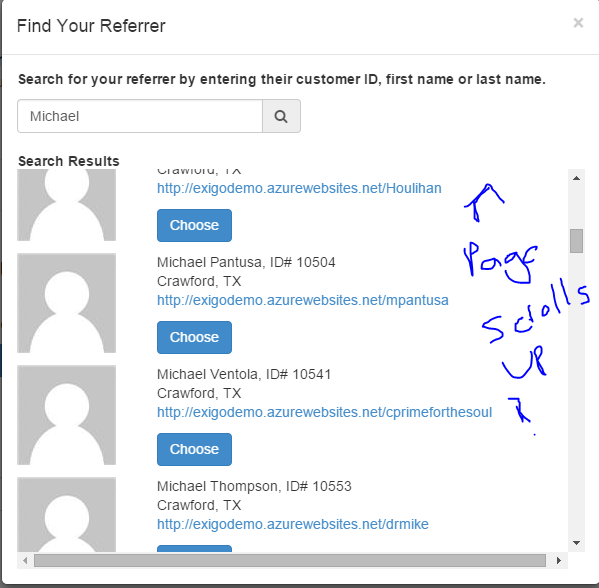 Find Your Referrer
×
Search for your referrer by entering their customer ID, first name or last name.
Michael
Search Results
Crawford, TX
http://exigodemo.azurewebsites.net/Houlihan
Choose
Page
Scrolls
UP
Michael Pantusa, ID# 10504
Crawford, TX
http://exigodemo.azurewebsites.net/mpantusa
Choose
Michael Ventola, ID# 10541
Crawford, TX
http://exigodemo.azurewebsites.net/cprimeforthesoul
Choose
Michael Thompson, ID# 10553
Crawford, TX
http://exigodemo.azurewebsites.net/drmike